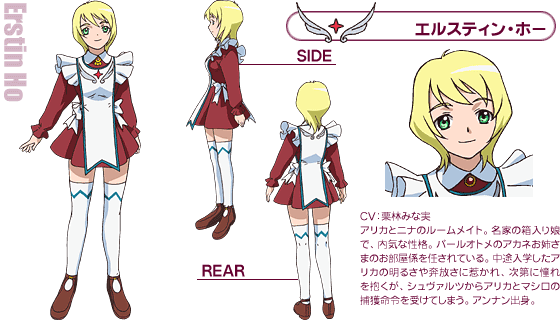 Erstin Ho
エルスティン・ホー
SIDE
REAR
CV:栗林みな実
アリカとニナのルームメイト。名家の箱入り娘
で、内気な性格。パールオトメのアカネお姉さ
まのお部屋係を任されている。中途入学したア
リカの明るさや奔放さに惹かれ、次第に憧れ
を抱くが、シュヴァルツからアリカとマシロの
捕獲命令を受けてしまう。アンナン出身。